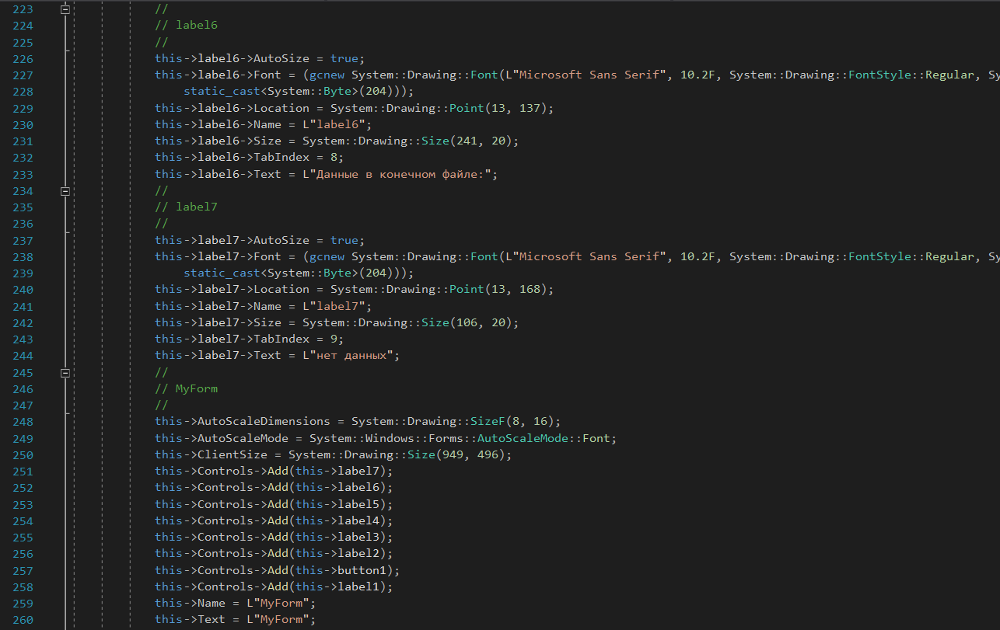 223 //
224 // label6
225 //
226 this->label6->AutoSize = true;
227 this->label6->Font = (gcnew System::Drawing::Font(L"Microsoft Sans Serif", 10.2F, System::Drawing::FontStyle::Regular, Sy
228 static_cast<System::Byte>(204)));
229 this->label6->Location = System::Drawing::Point(13, 137);
230 this->label6->Name = L"label6";
231 this->label6->Size = System::Drawing::Size(241, 20);
232 this->label6->TabIndex = 8;
233 this->label6->Text = L"Данные в конечном файле:";
234 //
235 // label7
236 //
237 this->label7->AutoSize = true;
238 this->label7->Font = (gcnew System::Drawing::Font(L"Microsoft Sans Serif", 10.2F, System::Drawing::FontStyle::Regular, Sy
239 static_cast<System::Byte>(204)));
240 this->label7->Location = System::Drawing::Point(13, 168);
241 this->label7->Name = L"label7";
242 this->label7->Size = System::Drawing::Size(106, 20);
243 this->label7->TabIndex = 9;
244 this->label7->Text = L"нет данных";
245 //
246 // MyForm
247 //
248 this->AutoScaleDimensions = System::Drawing::SizeF(8, 16);
249 this->AutoScaleMode = System::Windows::Forms::AutoScaleMode::Font;
250 this->ClientSize = System::Drawing::Size(949, 496);
251 this->Controls->Add(this->label7);
252 this->Controls->Add(this->label6);
253 this->Controls->Add(this->label5);
254 this->Controls->Add(this->label4);
255 this->Controls->Add(this->label3);
256 this->Controls->Add(this->label2);
257 this->Controls->Add(this->button1);
258 this->Controls->Add(this->label1);
259 this->Name = L"MyForm";
260 this->Text = L"MyForm";